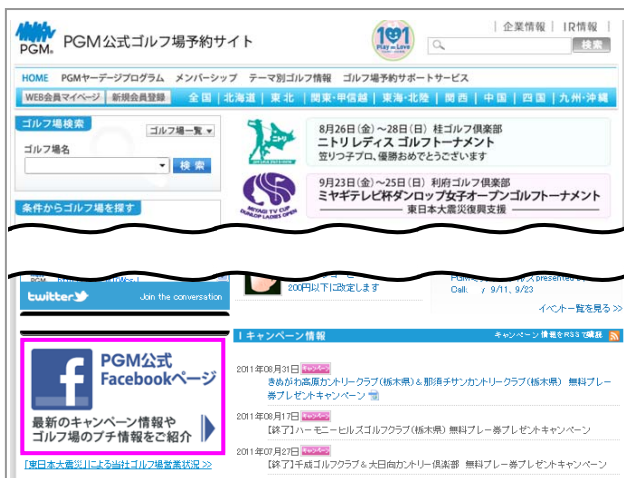 企業情報 | IR情報
PGM® PGM公式ゴルフ場予約サイト
101
Play with Love
検索
HOME PGMヤーデージプログラム メンバーシップ テーマ別ゴルフ情報 ゴルフ場予約サポートサービス
WEB会員マイページ 新規会員登録 全国 | 北海道 | 東北 | 関東・甲信越 | 東海・北陸 | 関西 | 中国 | 四国 | 九州・沖縄
ゴルフ場検索 ゴルフ場一覧
ゴルフ場名
検索
条件からゴルフ場を探す
8月26日(金)~28日(日) 桂ゴルフ倶楽部
ニトリレディス ゴルフトーナメント
笠りつ子プロ、優勝おめでとうございます
MIYAGI TV CUP
DUNLOP LADIES OPEN
9月23日(金)~25日(日) 利府ゴルフ倶楽部
ミヤギテレビ杯ダンロップ女子オープンゴルフトーナメント
東日本大震災復興支援
200円以下に改定します
9/11、9/23
イベント一覧を見る >>
twitter Join the conversation
キャンペーン情報 キャンペーン情報をRSSで購読
PGM公式
Facebookページ
最新のキャンペーン情報や
ゴルフ場のプチ情報をご紹介
「東日本大震災」による当社ゴルフ場営業状況 >>
2011年08月31日 キャンペーン
きぬがわ高原カントリークラブ(栃木県)&那須チサンカントリークラブ(栃木県) 無料プレー
券プレゼントキャンペーン
2011年08月17日 キャンペーン
【終了】ハーモニーヒルズゴルフクラブ(栃木県) 無料プレー券プレゼントキャンペーン
2011年07月27日 キャンペーン
【終了】千成ゴルフクラブ&大日向カントリー倶楽部 無料プレー券プレゼントキャンペーン